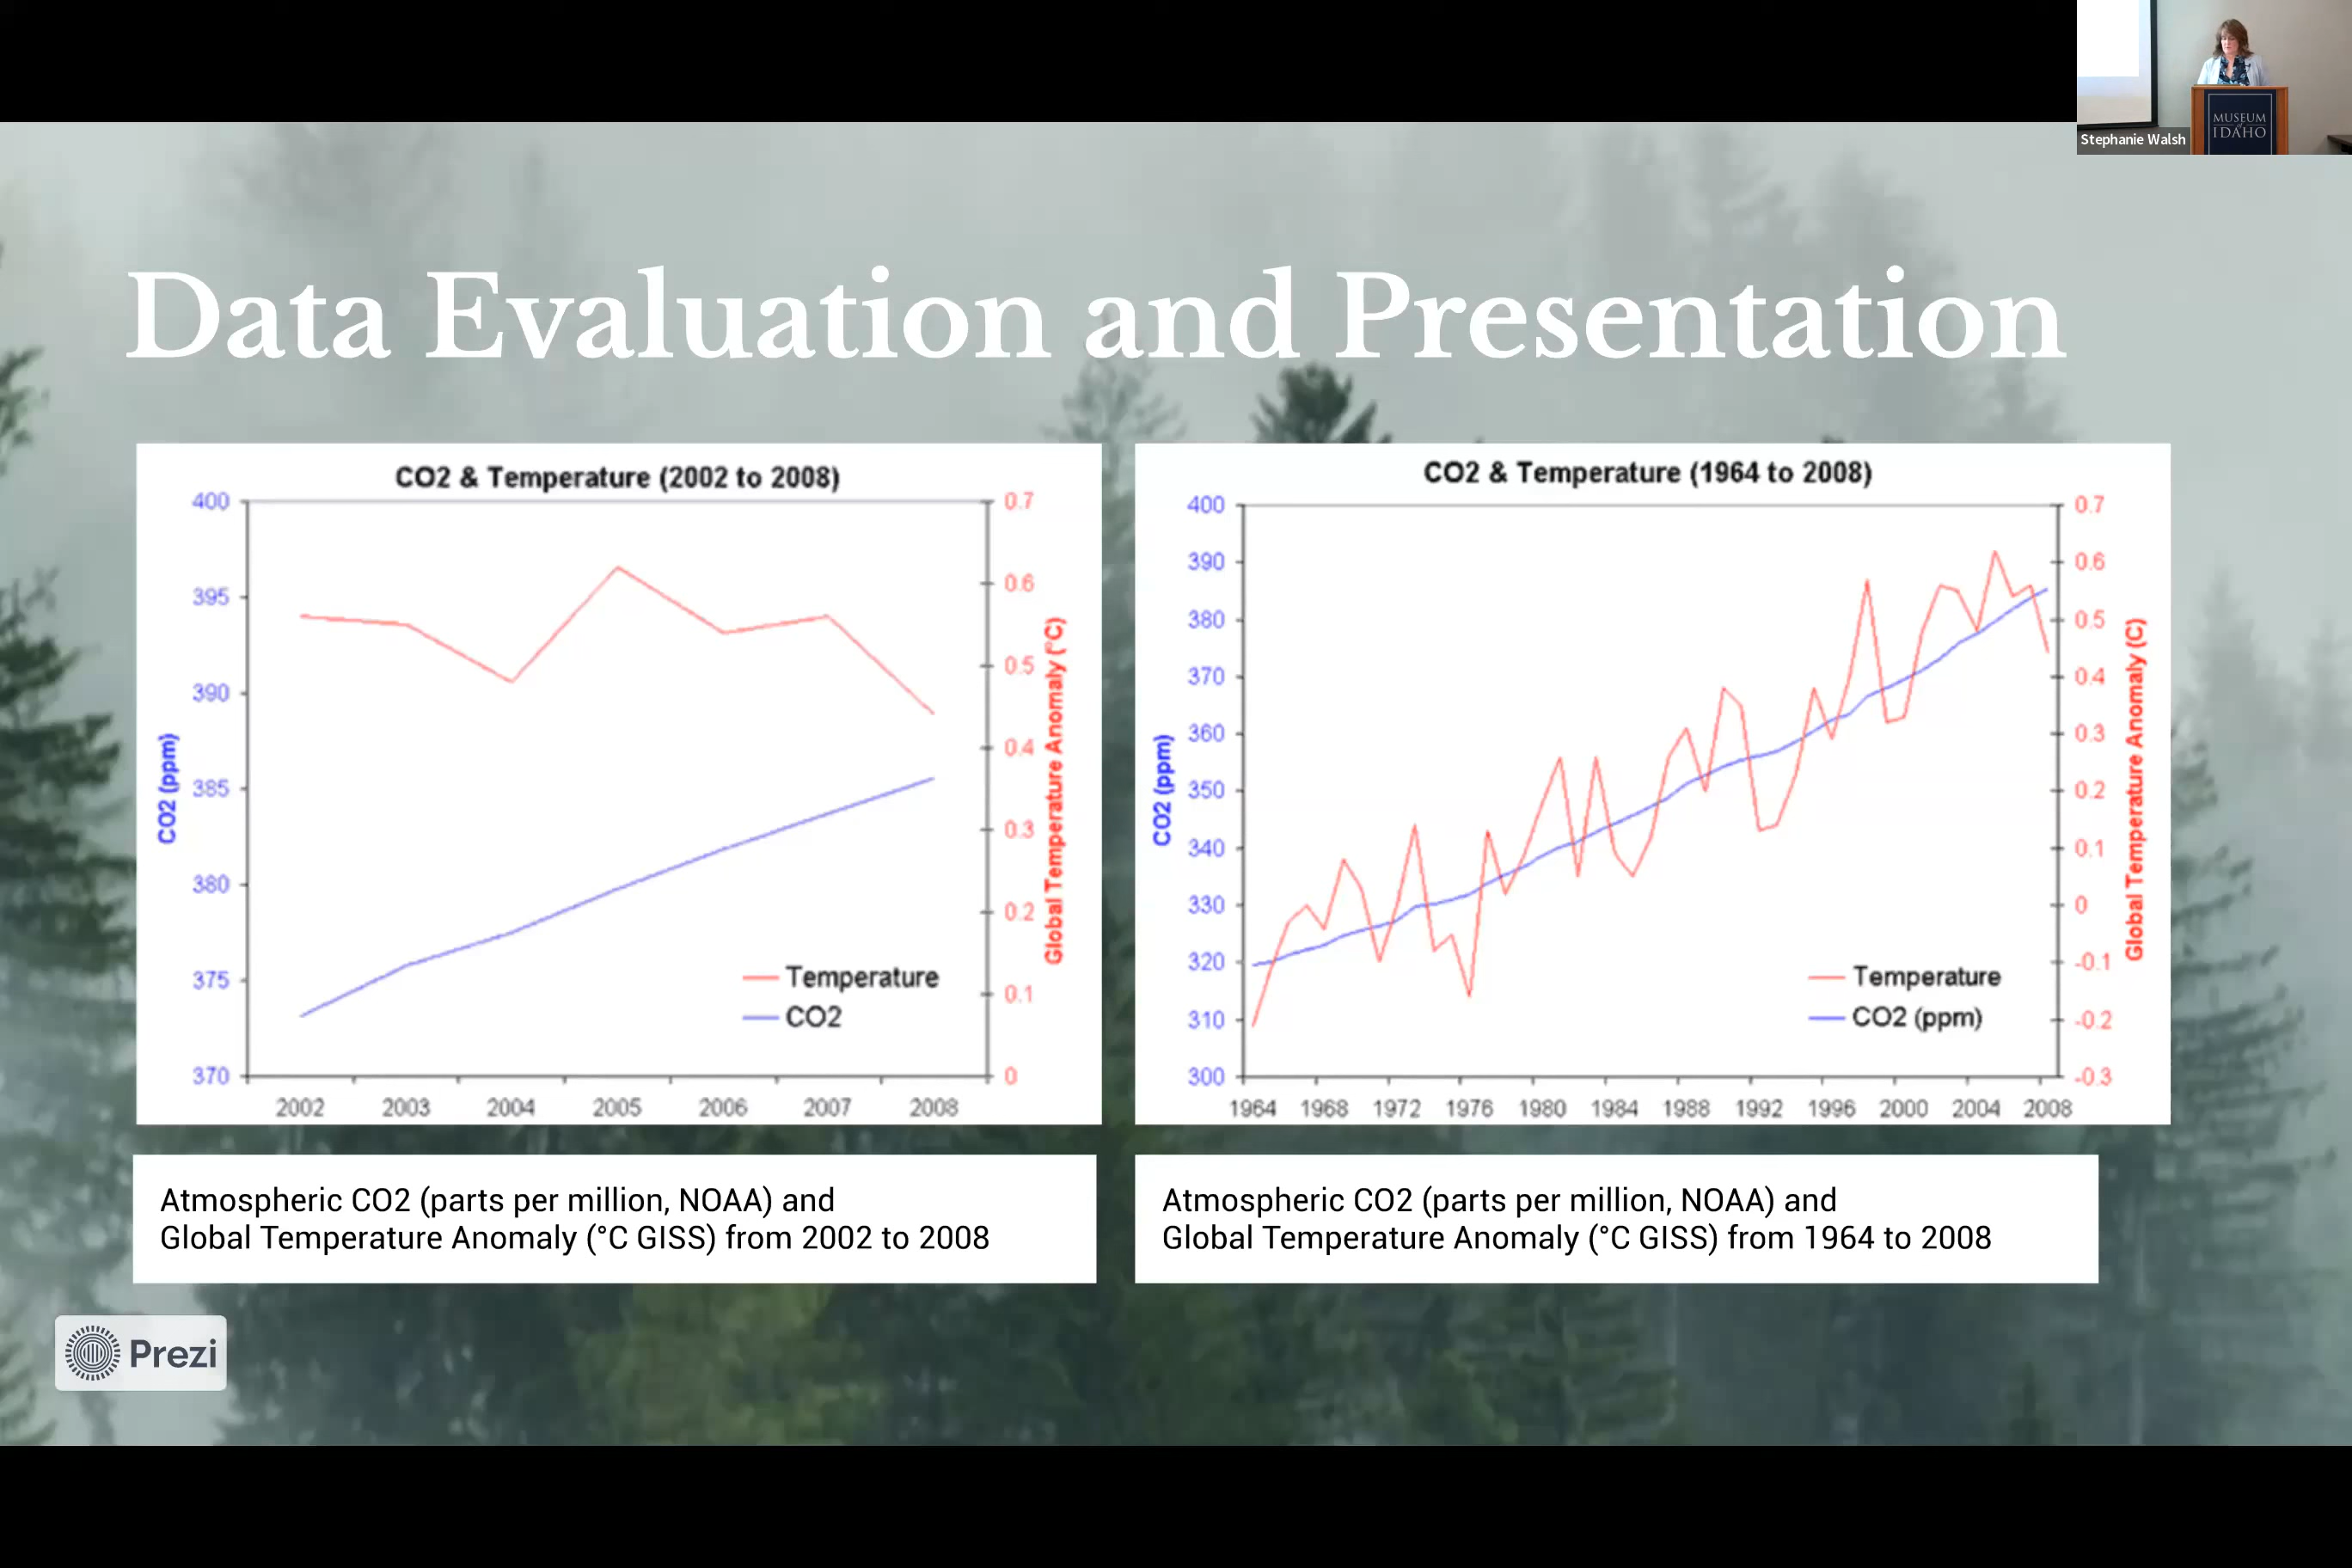 MUSEUM
of
IDAHO
Stephanie Walsh
Data Evaluation and Presentation
CO2 & Temperature (2002 to 2008)
400
395
390
385
380
375
370
CO2 (ppm)
0.7
0.6
0.5
0.4
0.3
0.2
0.1
0
Global Temperature Anomaly (°C)
Temperature
CO2
2002 2003 2004 2005 2006 2007 2008
CO2 & Temperature (1964 to 2008)
400
390
380
370
360
350
340
330
320
310
300
CO2 (ppm)
0.7
0.6
0.5
0.4
0.3
0.2
0.1
0
-0.1
-0.2
-0.3
Global Temperature Anomaly (C)
Temperature
CO2 (ppm)
1964 1968 1972 1976 1980 1984 1988 1992 1996 2000 2004 2008
Atmospheric CO2 (parts per million, NOAA) and
Global Temperature Anomaly (°C GISS) from 2002 to 2008
Atmospheric CO2 (parts per million, NOAA) and
Global Temperature Anomaly (°C GISS) from 1964 to 2008
Prezi